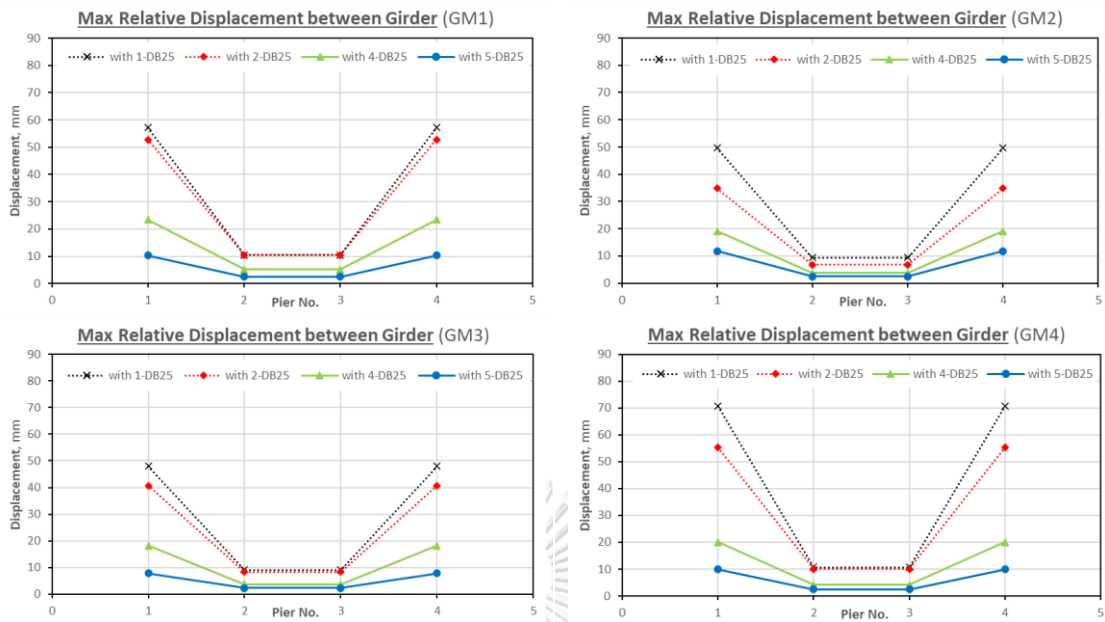 Max Relative Displacement between Girder (GM1)
90
80
70
60
50
40
30
20
10
0
Displacement, mm
with 1-DB25 with 2-DB25 with 4-DB25 with 5-DB25
0 1 2 3 4 5
Pier No.
Max Relative Displacement between Girder (GM2)
90
80
70
60
50
40
30
20
10
0
Displacement, mm
with 1-DB25 with 2-DB25 with 4-DB25 with 5-DB25
0 1 2 3 4 5
Pier No.
Max Relative Displacement between Girder (GM3)
90
80
70
60
50
40
30
20
10
0
Displacement, mm
with 1-DB25 with 2-DB25 with 4-DB25 with 5-DB25
0 1 2 3 4 5
Pier No.
Max Relative Displacement between Girder (GM4)
90
80
70
60
50
40
30
20
10
0
Displacement, mm
with 1-DB25 with 2-DB25 with 4-DB25 with 5-DB25
0 1 2 3 4 5
Pier No.